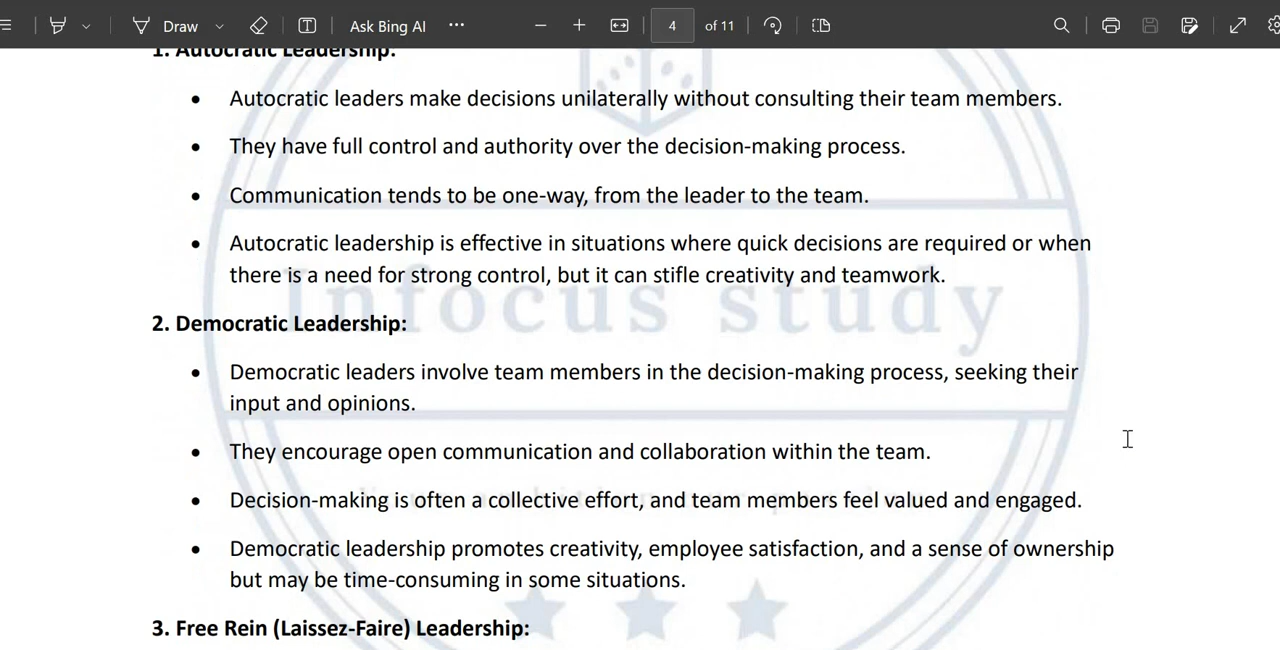 Draw
Ask Bing AI
4 of 11
1. Autocratic Leadership:
• Autocratic leaders make decisions unilaterally without consulting their team members.
• They have full control and authority over the decision-making process.
• Communication tends to be one-way, from the leader to the team.
• Autocratic leadership is effective in situations where quick decisions are required or when
there is a need for strong control, but it can stifle creativity and teamwork.
Infocus study
2. Democratic Leadership:
• Democratic leaders involve team members in the decision-making process, seeking their
input and opinions.
• They encourage open communication and collaboration within the team.
• Decision-making is often a collective effort, and team members feel valued and engaged.
• Democratic leadership promotes creativity, employee satisfaction, and a sense of ownership
but may be time-consuming in some situations.
3. Free Rein (Laissez-Faire) Leadership: